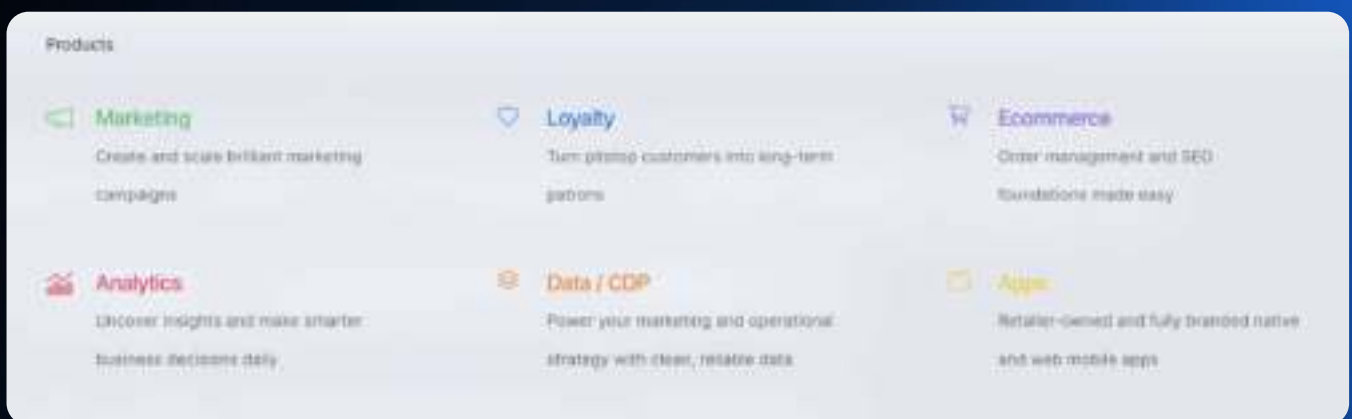 Products
Marketing
Create and scale brilliant marketing
campaigns
Loyalty
Turn pitstop customers into long-term
patrons
Ecommerce
Order management and SEO
foundations made easy
Analytics
Uncover insights and make smarter
business decisions daily
Data / CDP
Power your marketing and operational
strategy with clean, reliable data
Apps
Retailer-owned and fully branded native
and web mobile apps